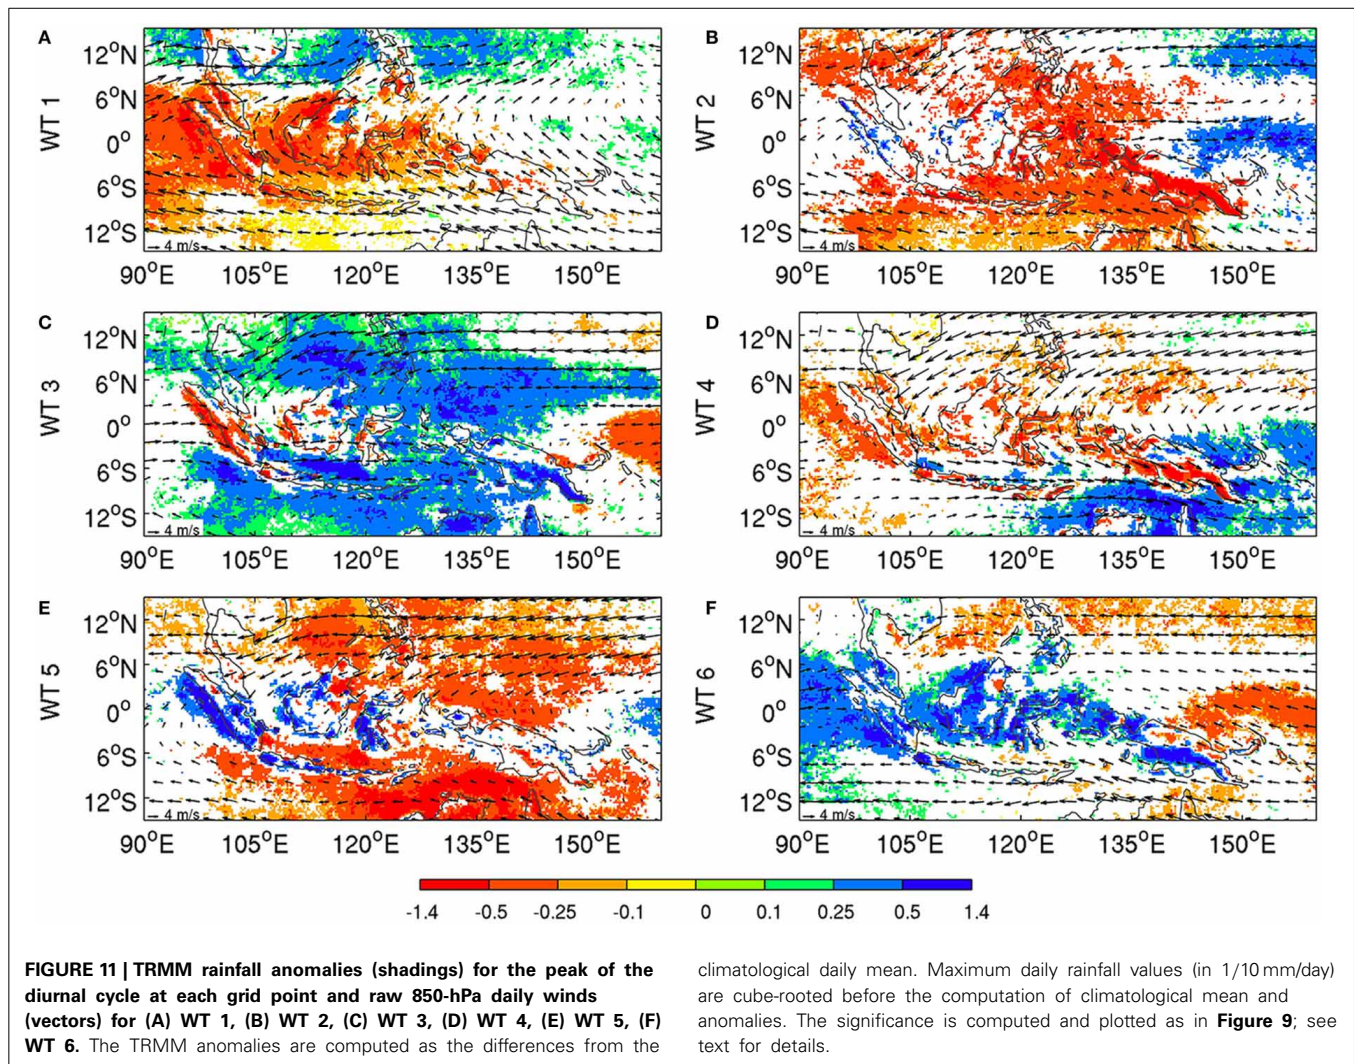 A
WT 1
12°N
6°N
0°
6°S
12°S
4 m/s
90°E 105°E 120°E 135°E 150°E
B
WT 2
12°N
6°N
0°
6°S
12°S
4 m/s
90°E 105°E 120°E 135°E 150°E
C
WT 3
12°N
6°N
0°
6°S
12°S
4 m/s
90°E 105°E 120°E 135°E 150°E
D
WT 4
12°N
6°N
0°
6°S
12°S
4 m/s
90°E 105°E 120°E 135°E 150°E
E
WT 5
12°N
6°N
0°
6°S
12°S
4 m/s
90°E 105°E 120°E 135°E 150°E
F
WT 6
12°N
6°N
0°
6°S
12°S
4 m/s
90°E 105°E 120°E 135°E 150°E
-1.4 -0.5 -0.25 -0.1 0 0.1 0.25 0.5 1.4
FIGURE 11 | TRMM rainfall anomalies (shadings) for the peak of the
diurnal cycle at each grid point and raw 850-hPa daily winds
(vectors) for (A) WT 1, (B) WT 2, (C) WT 3, (D) WT 4, (E) WT 5, (F)
WT 6. The TRMM anomalies are computed as the differences from the
climatological daily mean. Maximum daily rainfall values (in 1/10 mm/day)
are cube-rooted before the computation of climatological mean and
anomalies. The significance is computed and plotted as in Figure 9; see
text for details.